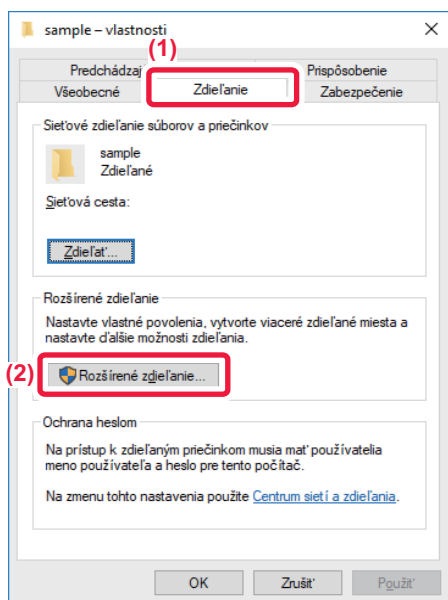 sample – vlastnosti
(1)
Predchádzaj
Prispôsobenie
Všeobecné
Zdieľanie
Zabezpečenie
Sieťové zdieľanie súborov a priečinkov
sample
Zdieľané
Sieťová cesta:
Zdieľať...
Rozšírené zdieľanie
Nastavte vlastné povolenia, vytvorte viaceré zdieľané miesta a
nastavte ďalšie možnosti zdieľania.
(2)
Rozšírené zdieľanie...
Ochrana heslom
Na prístup k zdieľaným priečinkom musia mať používatelia
meno používateľa a heslo pre tento počítač.
Na zmenu tohto nastavenia použite Centrum sietí a zdieľania.
OK
Zrušiť
Použiť